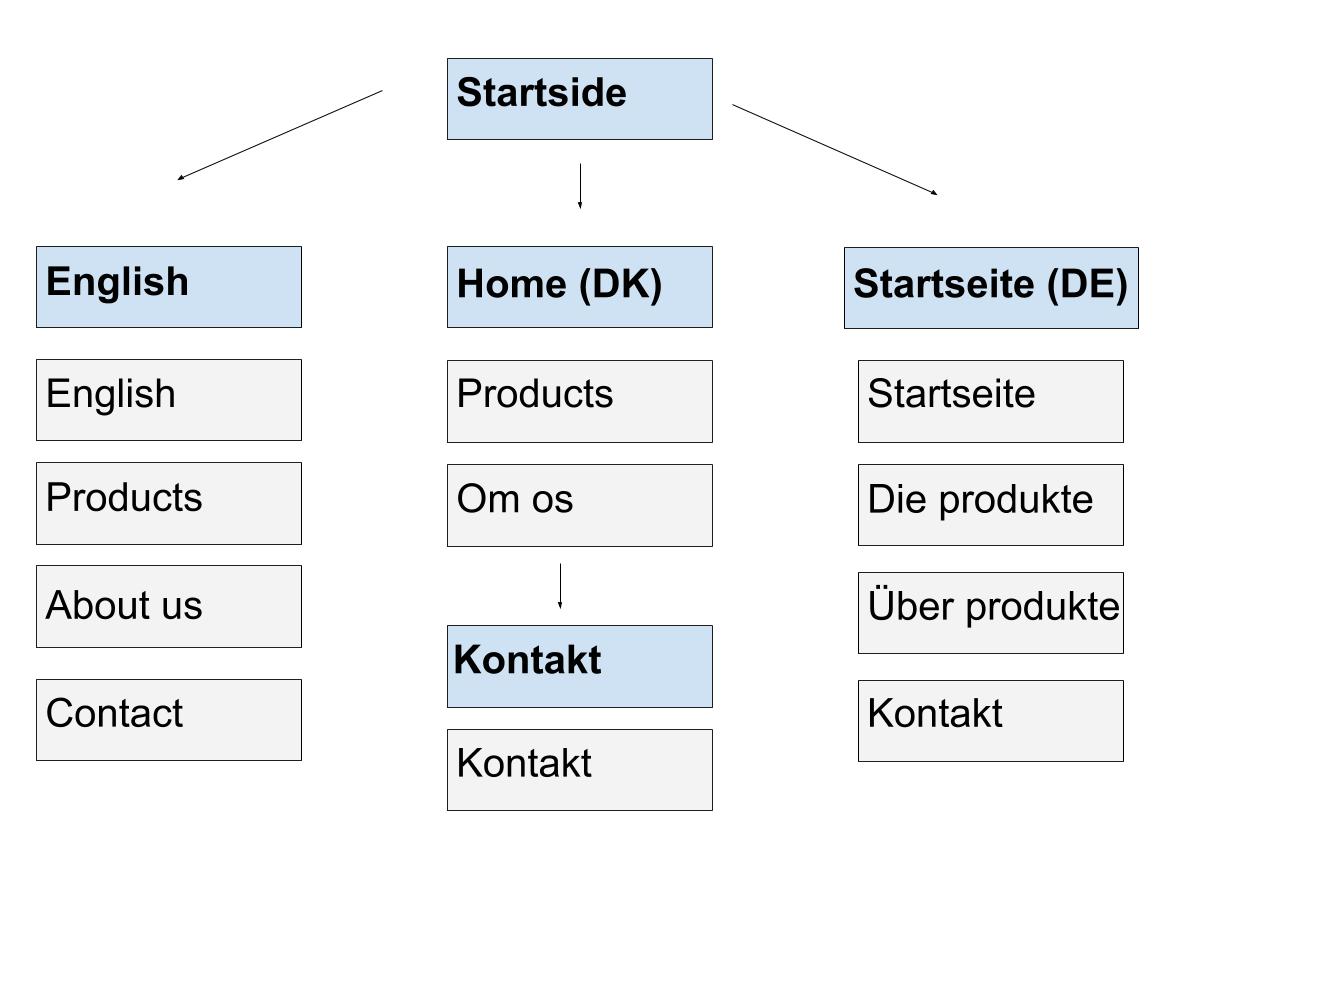 Startside
English
English
Products
About us
Contact
Home (DK)
Products
Om os
Kontakt
Kontakt
Startseite (DE)
Startseite
Die produkte
Über produkte
Kontakt